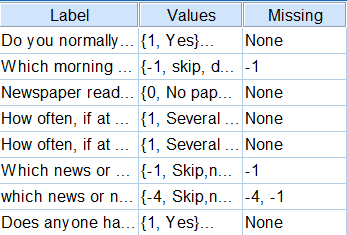 Label Values Missing
Do you normally... {1, Yes}... None
Which morning ... {-1, skip, d... -1
Newspaper read... {0, No pap... None
How often, if at ... {1, Several ... None
How often, if at ... {1, Several ... None
Which news or ... {-1, Skip,n... -1
which news or n... {-4, Skip,n... -4, -1
Does anyone ha... {1, Yes}... None